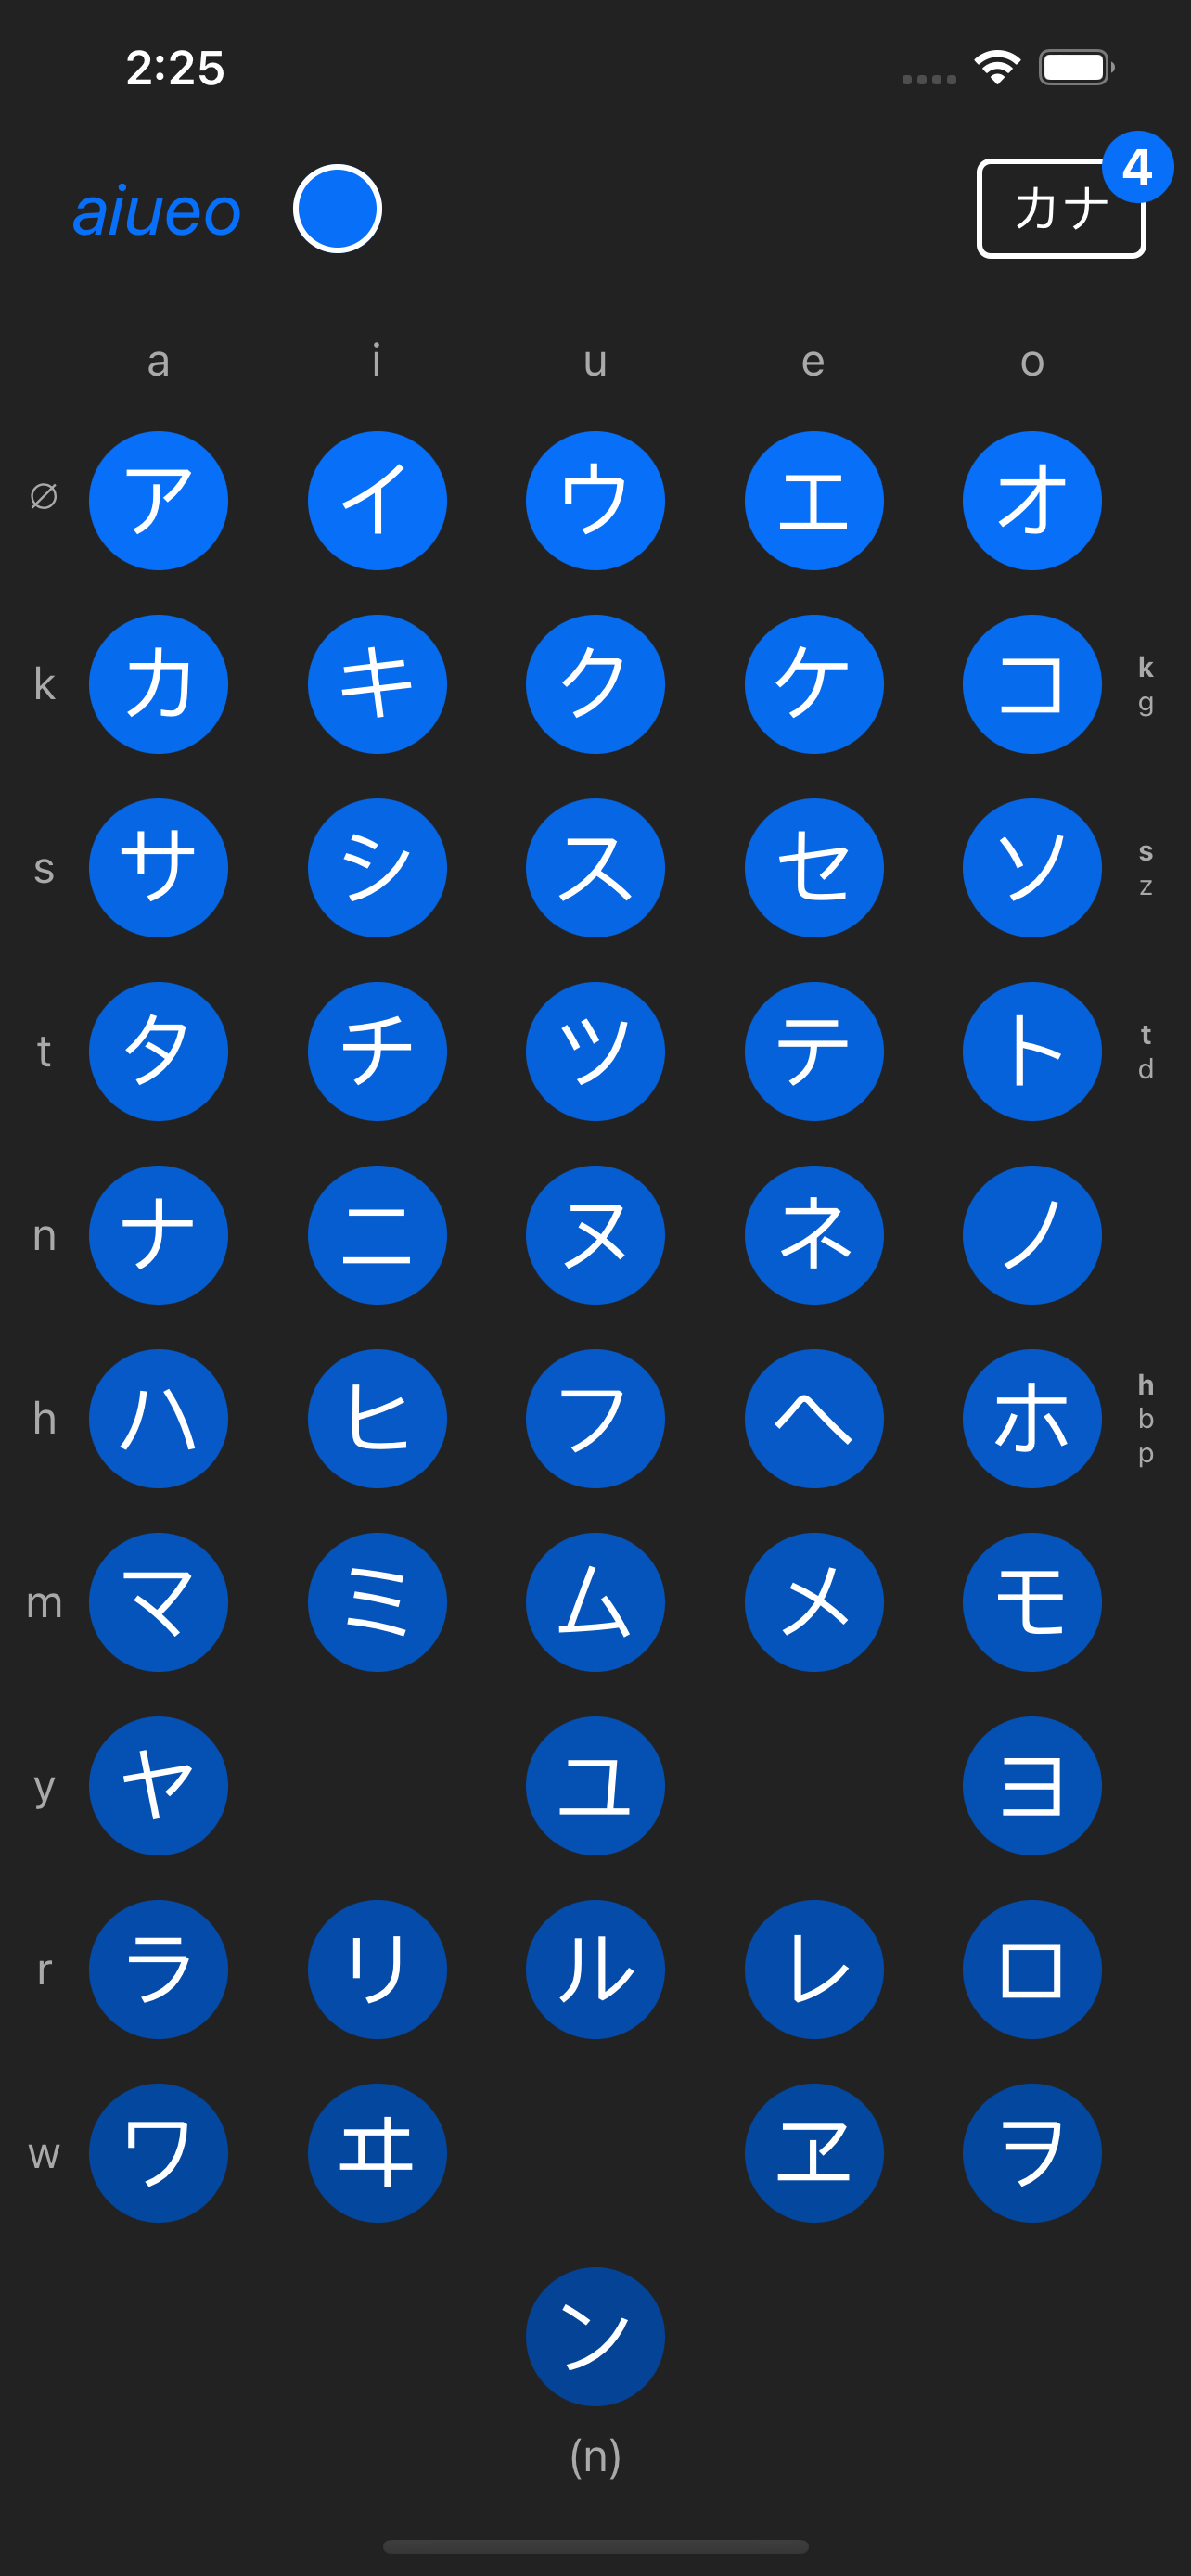 2:25
aiueo カナ 4
a i u e o
∅ ア イ ウ エ オ
k カ キ ク ケ コ k g
s サ シ ス セ ソ s z
t タ チ ツ テ ト t d
n ナ ニ ヌ ネ ノ
h ハ ヒ フ ヘ ホ h b p
m マ ミ ム メ モ
y ヤ ユ ヨ
r ラ リ ル レ ロ
w ワ ヰ ヱ ヲ
ン
(n)